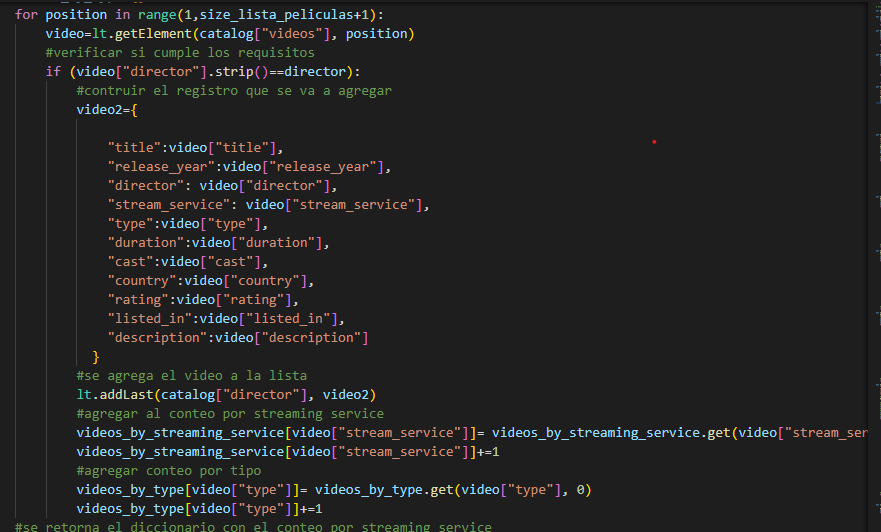 for position in range(1,size_lista_peliculas+1):
video=lt.getElement(catalog["videos"], position)
#verificar si cumple los requisitos
if (video["director"].strip()==director):
#contruir el registro que se va a agregar
video2={
"title":video["title"],
"release_year":video["release_year"],
"director": video["director"],
"stream_service": video["stream_service"],
"type":video["type"],
"duration":video["duration"],
"cast":video["cast"],
"country":video["country"],
"rating":video["rating"],
"listed_in":video["listed_in"],
"description":video["description"]
}
#se agrega el video a la lista
lt.addLast(catalog["director"], video2)
#agregar al conteo por streaming service
videos_by_streaming_service[video["stream_service"]]= videos_by_streaming_service.get(video["stream_ser
videos_by_streaming_service[video["stream_service"]]+=1
#agregar conteo por tipo
videos_by_type[video["type"]]= videos_by_type.get(video["type"], 0)
videos_by_type[video["type"]]+=1
#se retorna el diccionario con el conteo por streaming service